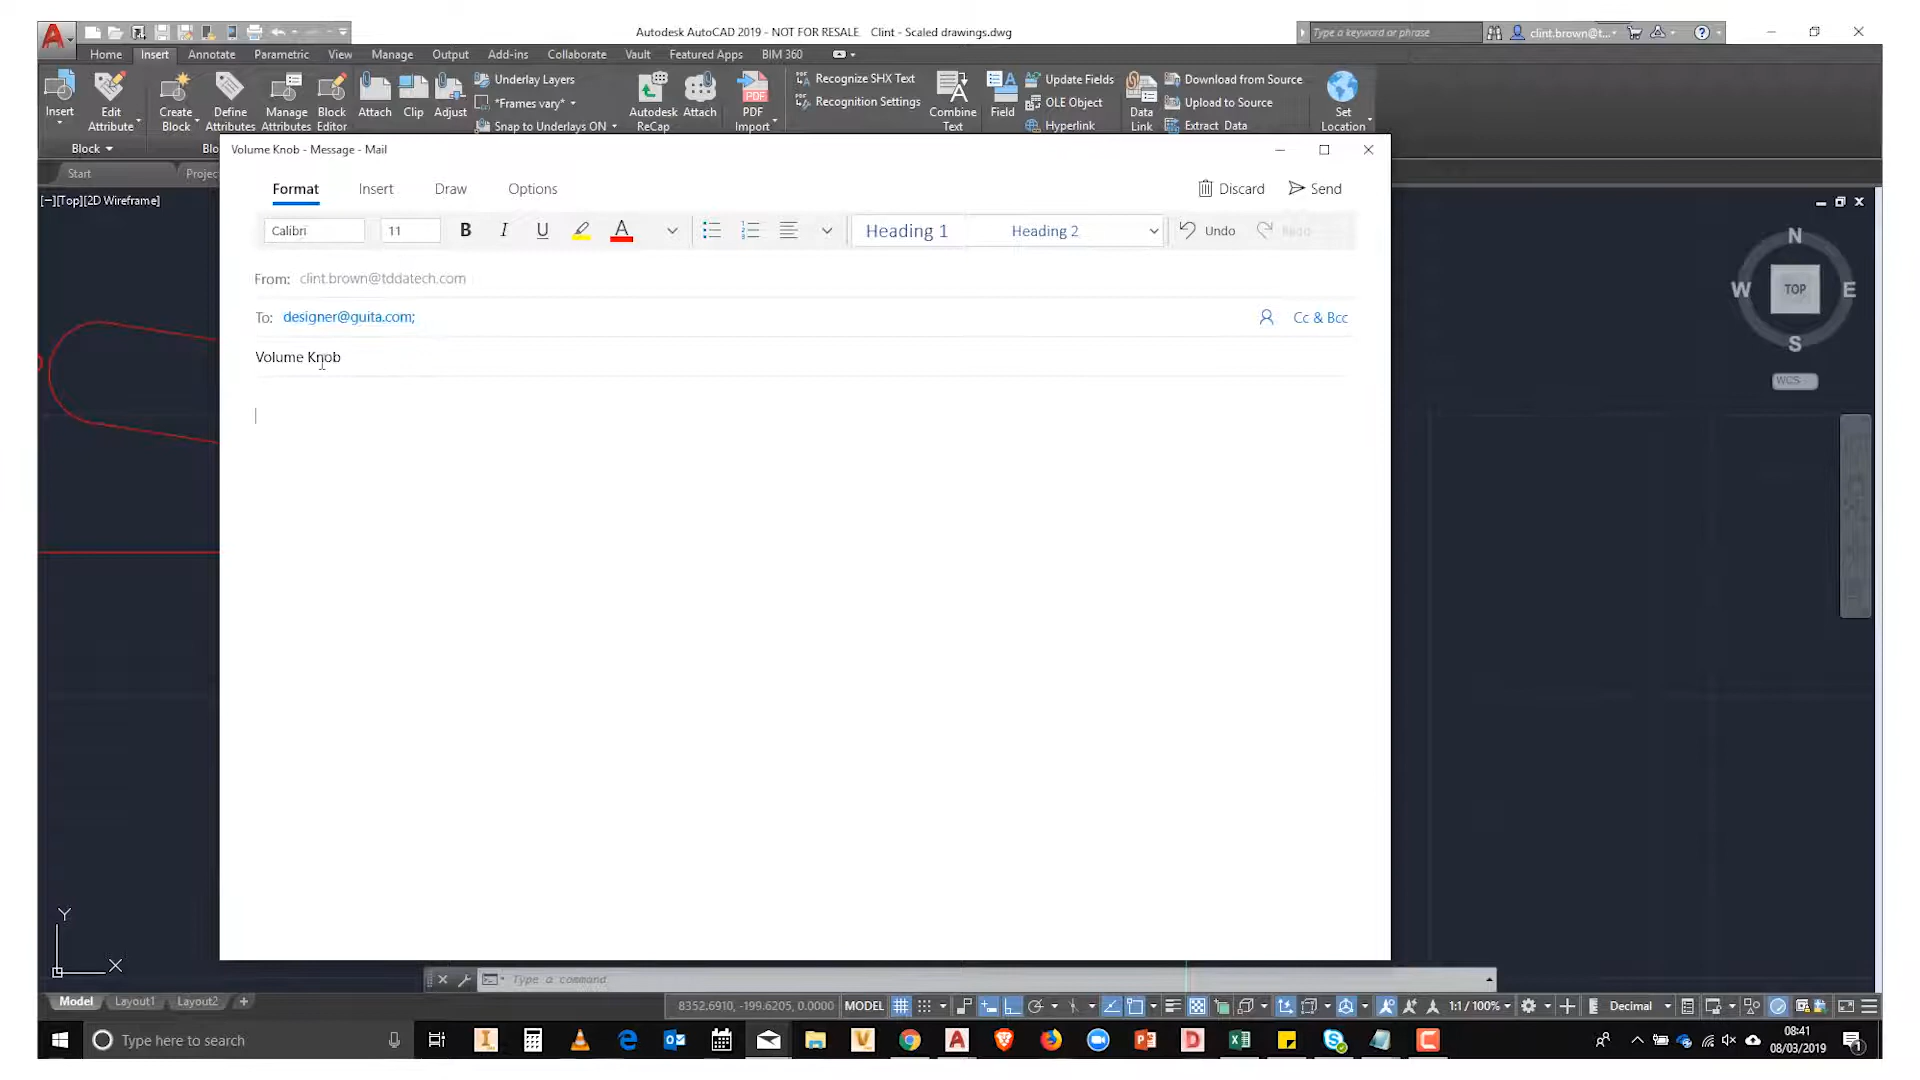 Autodesk AutoCAD 2019 - NOT FOR RESALE Clint - Scaled drawings.dwg
Type a keyword or phrase
clint.brown@t...
Home Insert Annotate Parametric View Manage Output Add-ins Collaborate Vault Featured Apps BIM 360
Insert
Edit Attribute
Create Block
Define Attributes
Manage Attributes
Block Editor
Attach
Clip
Adjust
Underlay Layers
*Frames vary*
Snap to Underlays ON
Autodesk ReCap
Attach
PDF Import
Recognize SHX Text
Recognition Settings
Combine Text
Field
Update Fields
OLE Object
Hyperlink
Data Link
Download from Source
Upload to Source
Extract Data
Set Location
Block
Start
[−][Top][2D Wireframe]
Volume Knob - Message - Mail
Format Insert Draw Options
Discard Send
Calibri 11 B I U A Heading 1 Heading 2 Undo
From: clint.brown@tddatech.com
To: designer@guita.com;
Cc & Bcc
Volume Knob
N
W TOP E
S
WCS
Y
X
Type a command
Model Layout1 Layout2 +
8352.6910, -199.6205, 0.0000 MODEL
1:1 / 100%
Decimal
Type here to search
08:41
08/03/2019